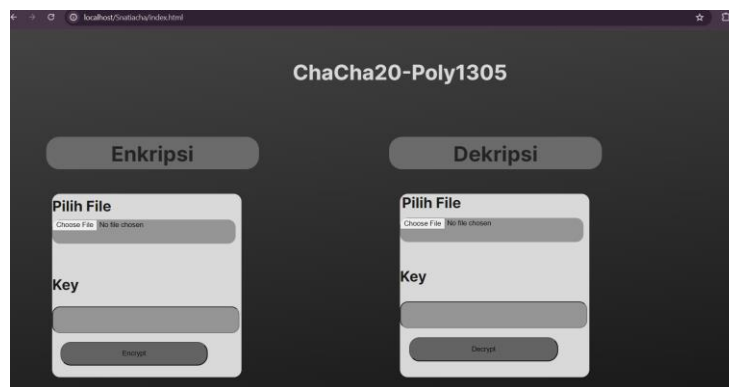 localhost/Snatiacha/index.html
ChaCha20-Poly1305
Enkripsi
Dekripsi
Pilih File
Choose File No file chosen
Key
Encrypt
Pilih File
Choose File No file chosen
Key
Decrypt